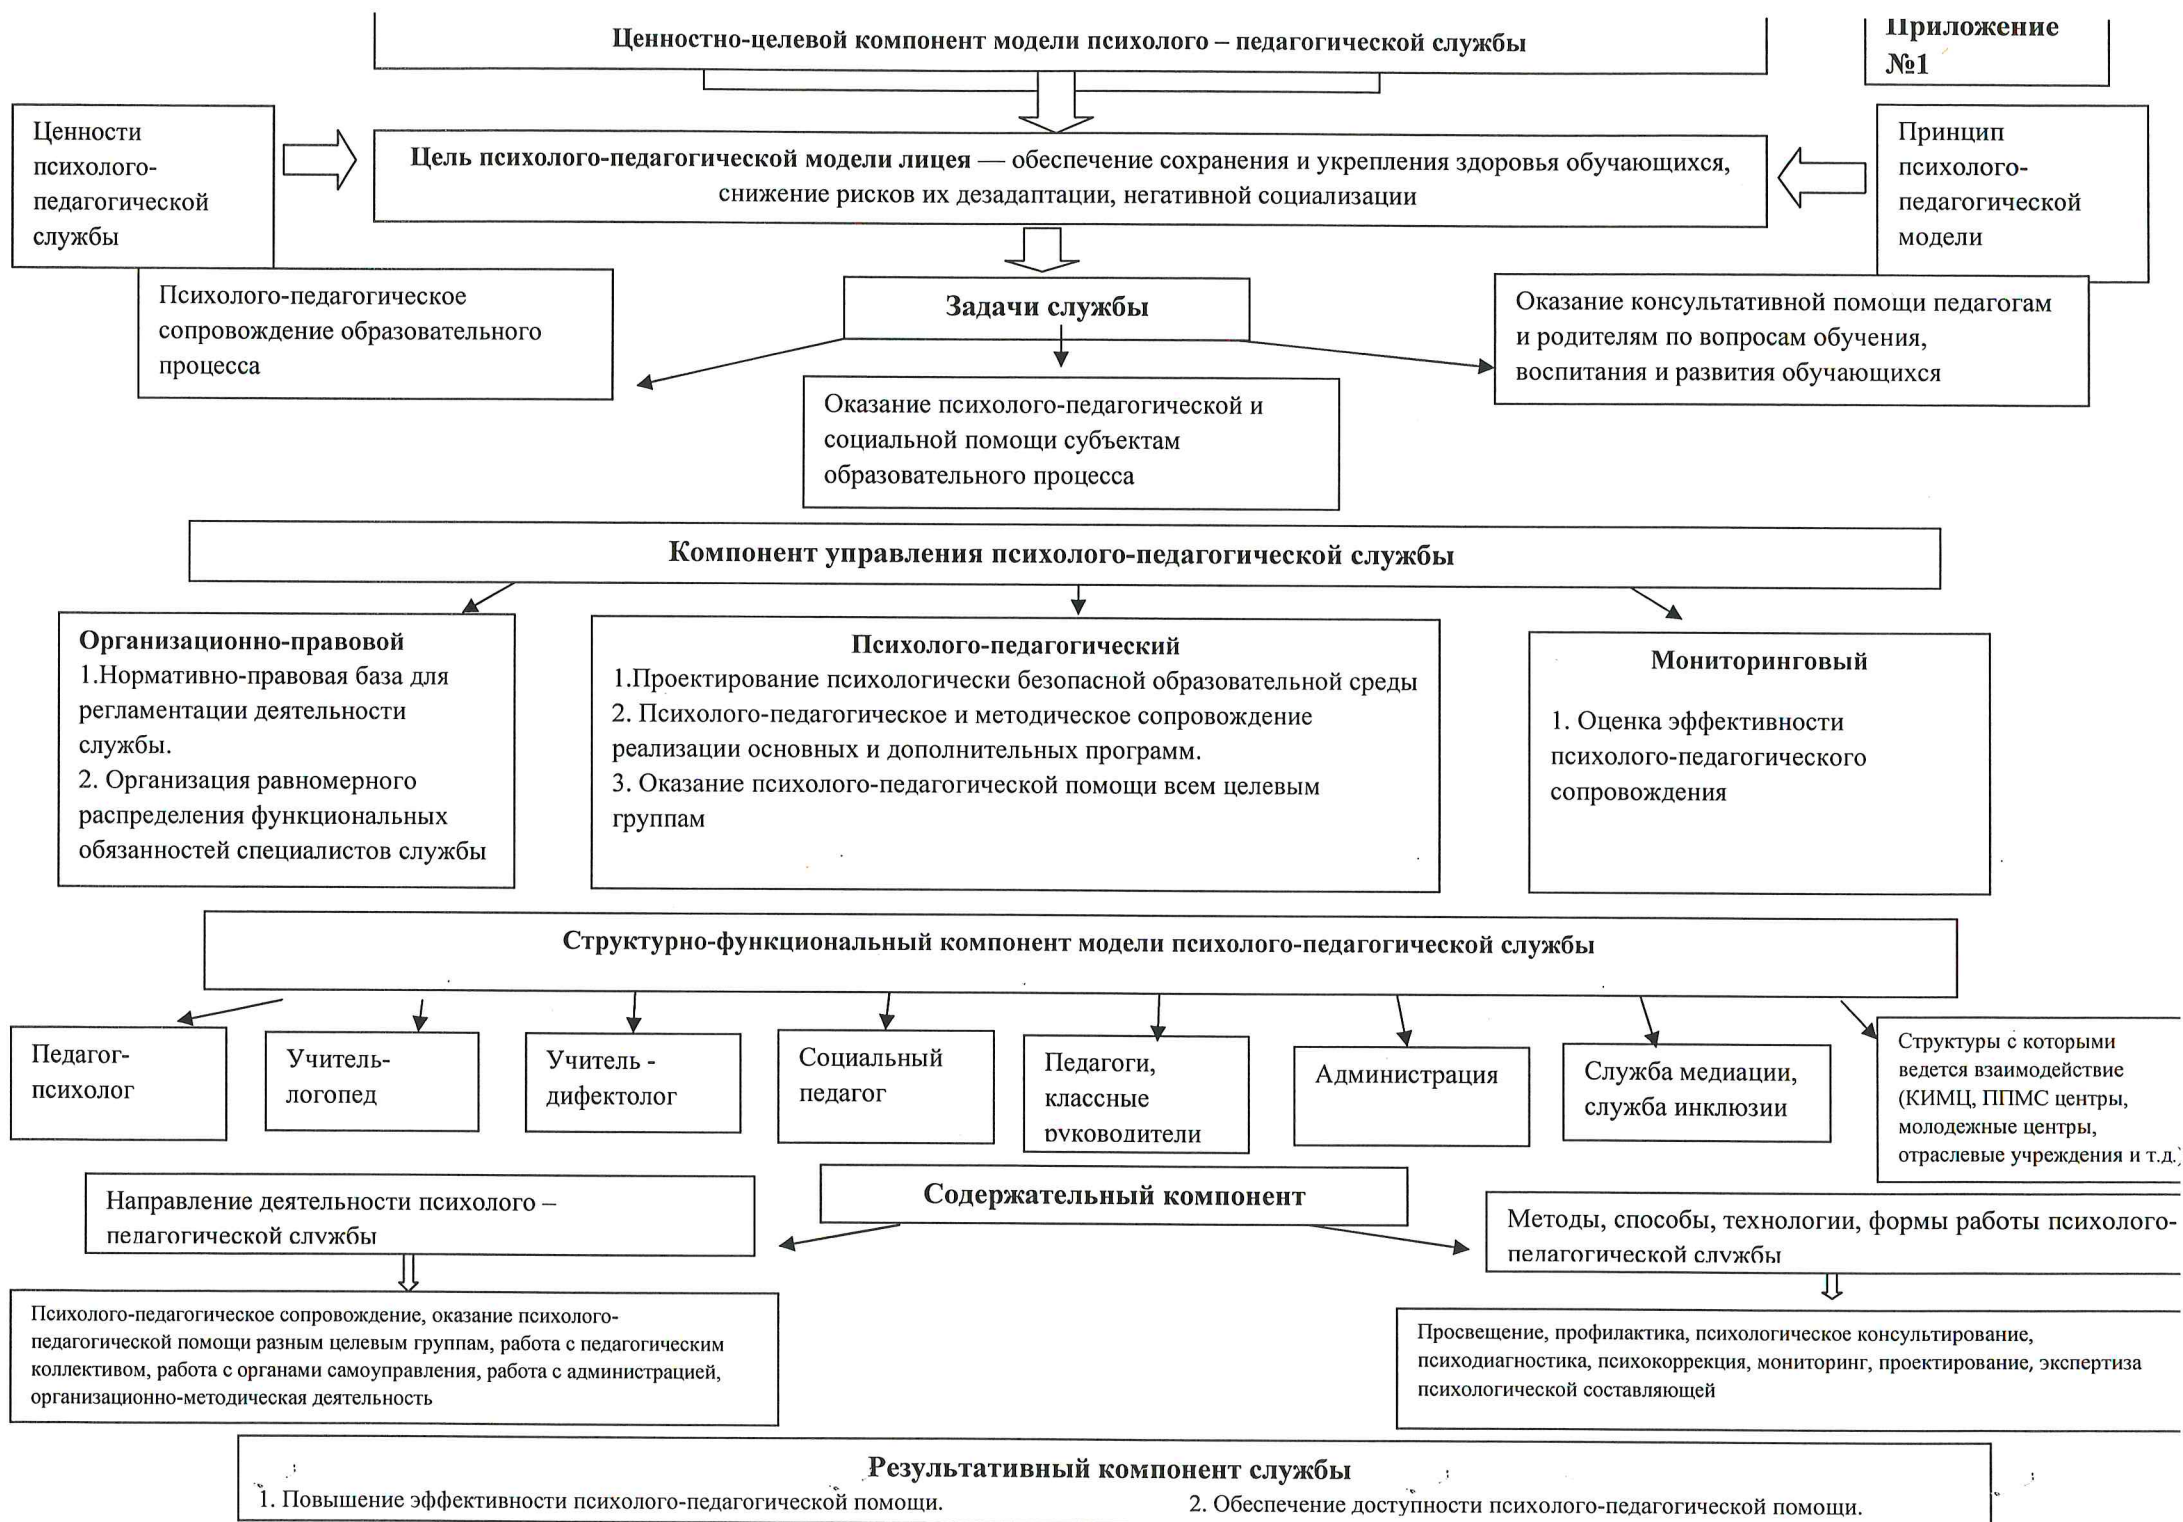 Ценностно-целевой компонент модели психолого – педагогической службы
Приложение
№1
Ценности
психолого-
педагогической
службы
Цель психолого-педагогической модели лицея — обеспечение сохранения и укрепления здоровья обучающихся,
снижение рисков их дезадаптации, негативной социализации
Принцип
психолого-
педагогической
модели
Психолого-педагогическое
сопровождение образовательного
процесса
Задачи службы
Оказание консультативной помощи педагогам
и родителям по вопросам обучения,
воспитания и развития обучающихся
Оказание психолого-педагогической и
социальной помощи субъектам
образовательного процесса
Компонент управления психолого-педагогической службы
Организационно-правовой
1.Нормативно-правовая база для
регламентации деятельности
службы.
2. Организация равномерного
распределения функциональных
обязанностей специалистов службы
Психолого-педагогический
1.Проектирование психологически безопасной образовательной среды
2. Психолого-педагогическое и методическое сопровождение
реализации основных и дополнительных программ.
3. Оказание психолого-педагогической помощи всем целевым
группам
Мониторинговый
1. Оценка эффективности
психолого-педагогического
сопровождения
Структурно-функциональный компонент модели психолого-педагогической службы
Педагог-
психолог
Учитель-
логопед
Учитель -
дифектолог
Социальный
педагог
Педагоги,
классные
руководители
Администрация
Служба медиации,
служба инклюзии
Структуры с которыми
ведется взаимодействие
(КИМЦ, ППМС центры,
молодежные центры,
отраслевые учреждения и т.д.)
Направление деятельности психолого –
педагогической службы
Содержательный компонент
Методы, способы, технологии, формы работы психолого-
педагогической службы
Психолого-педагогическое сопровождение, оказание психолого-
педагогической помощи разным целевым группам, работа с педагогическим
коллективом, работа с органами самоуправления, работа с администрацией,
организационно-методическая деятельность
Просвещение, профилактика, психологическое консультирование,
психодиагностика, психокоррекция, мониторинг, проектирование, экспертиза
психологической составляющей
Результативный компонент службы
1. Повышение эффективности психолого-педагогической помощи. 2. Обеспечение доступности психолого-педагогической помощи.